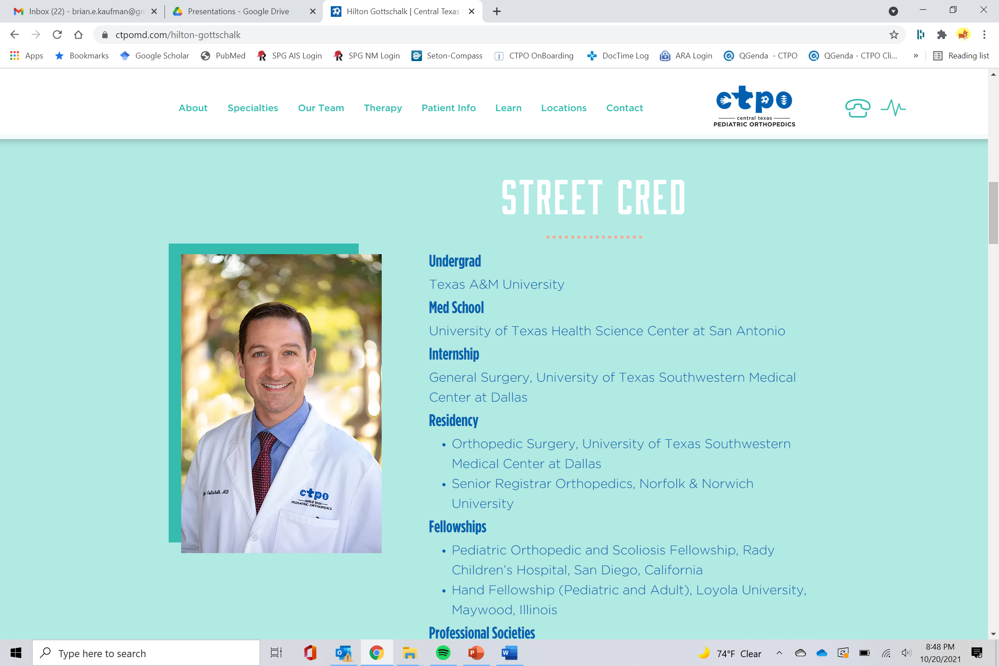 Inbox (22) - brian.e.kaufman@gm
Presentations - Google Drive
Hilton Gottschalk | Central Texas
ctpomd.com/hilton-gottschalk
Apps
Bookmarks
Google Scholar
PubMed
SPG AIS Login
SPG NM Login
Seton-Compass
CTPO OnBoarding
DocTime Log
ARA Login
QGenda - CTPO
QGenda - CTPO Cli...
»
Reading list
About
Specialties
Our Team
Therapy
Patient Info
Learn
Locations
Contact
ctpo
central texas
PEDIATRIC ORTHOPEDICS
STREET CRED
Undergrad
Texas A&M University
Med School
University of Texas Health Science Center at San Antonio
Internship
General Surgery, University of Texas Southwestern Medical
Center at Dallas
Residency
• Orthopedic Surgery, University of Texas Southwestern
Medical Center at Dallas
• Senior Registrar Orthopedics, Norfolk & Norwich
University
Fellowships
• Pediatric Orthopedic and Scoliosis Fellowship, Rady
Children’s Hospital, San Diego, California
• Hand Fellowship (Pediatric and Adult), Loyola University,
Maywood, Illinois
Professional Societies
Gottschalk, MD
ctpo
central texas
PEDIATRIC ORTHOPEDICS
Type here to search
74°F Clear
8:48 PM
10/20/2021